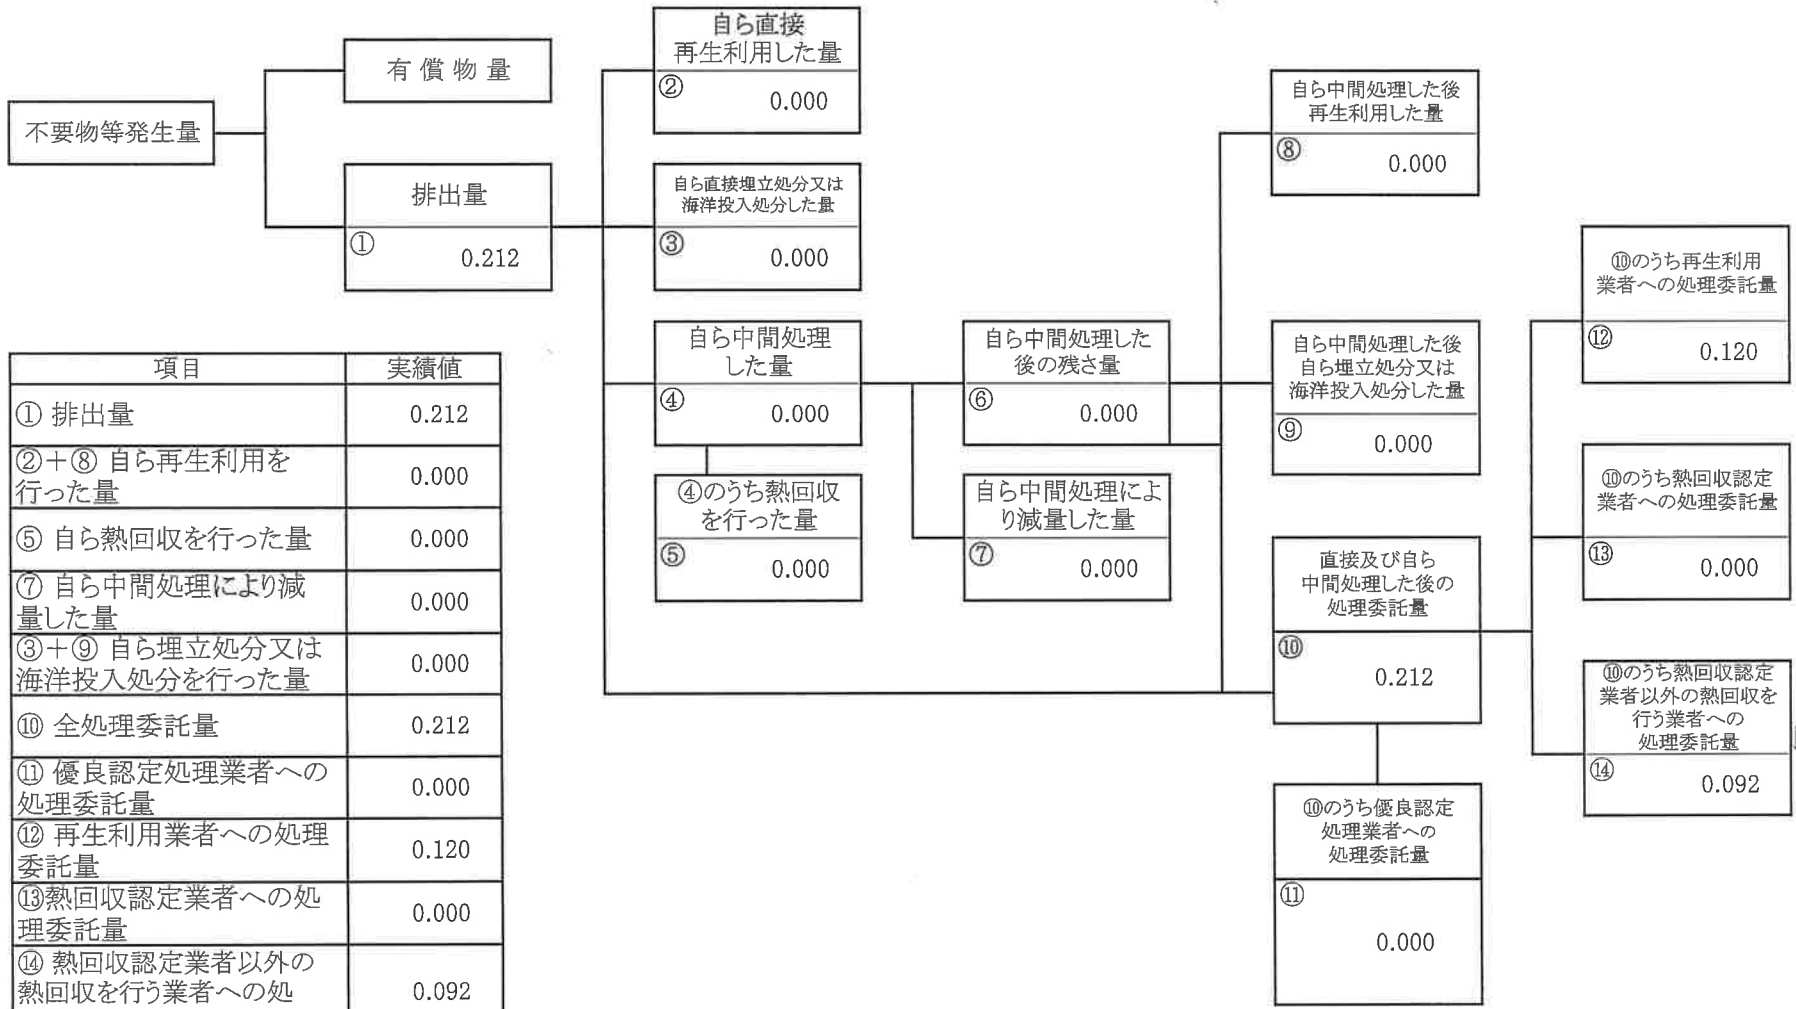 不要物等発生量
有償物量
排出量
①
0.212
自ら直接
再生利用した量
②
0.000
自ら直接埋立処分又は
海洋投入処分した量
③
0.000
自ら中間処理
した量
④
0.000
④のうち熱回収
を行った量
⑤
0.000
自ら中間処理した
後の残さ量
⑥
0.000
自ら中間処理によ
り減量した量
⑦
0.000
自ら中間処理した後
再生利用した量
⑧
0.000
自ら中間処理した後
自ら埋立処分又は
海洋投入処分した量
⑨
0.000
直接及び自ら
中間処理した後の
処理委託量
⑩
0.212
⑩のうち優良認定
処理業者への
処理委託量
⑪
0.000
⑩のうち再生利用
業者への処理委託量
⑫
0.120
⑩のうち熱回収認定
業者への処理委託量
⑬
0.000
⑩のうち熱回収認定
業者以外の熱回収を
行う業者への
処理委託量
⑭
0.092
項目 実績値
① 排出量 0.212
②+⑧ 自ら再生利用を
行った量 0.000
⑤ 自ら熱回収を行った量 0.000
⑦ 自ら中間処理により減
量した量 0.000
③+⑨ 自ら埋立処分又は
海洋投入処分を行った量 0.000
⑩ 全処理委託量 0.212
⑪ 優良認定処理業者への
処理委託量 0.000
⑫ 再生利用業者への処理
委託量 0.120
⑬熱回収認定業者への処
理委託量 0.000
⑭ 熱回収認定業者以外の
熱回収を行う業者への処 0.092